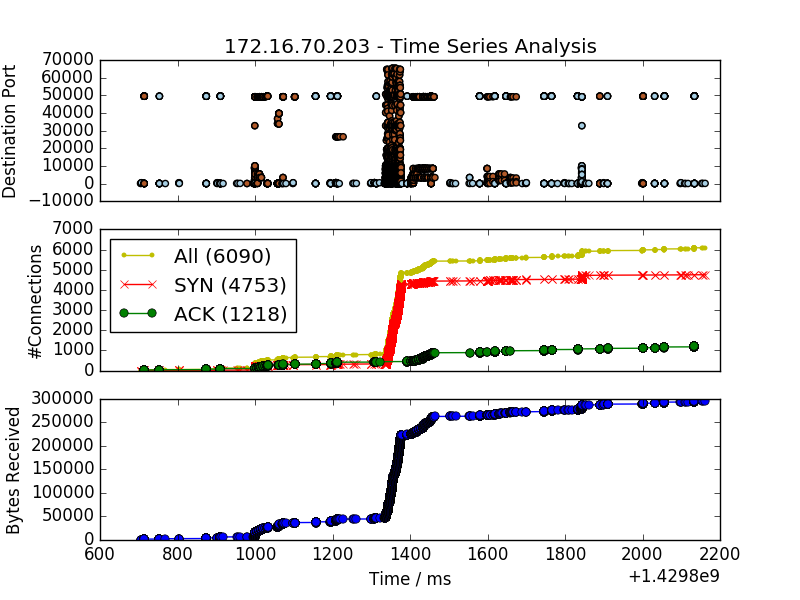 172.16.70.203 - Time Series Analysis
Destination Port
70000
60000
50000
40000
30000
20000
10000
0
−10000
#Connections
7000
6000
5000
4000
3000
2000
1000
0
All (6090)
SYN (4753)
ACK (1218)
Bytes Received
300000
250000
200000
150000
100000
50000
0
600 800 1000 1200 1400 1600 1800 2000 2200
Time / ms
+1.4298e9